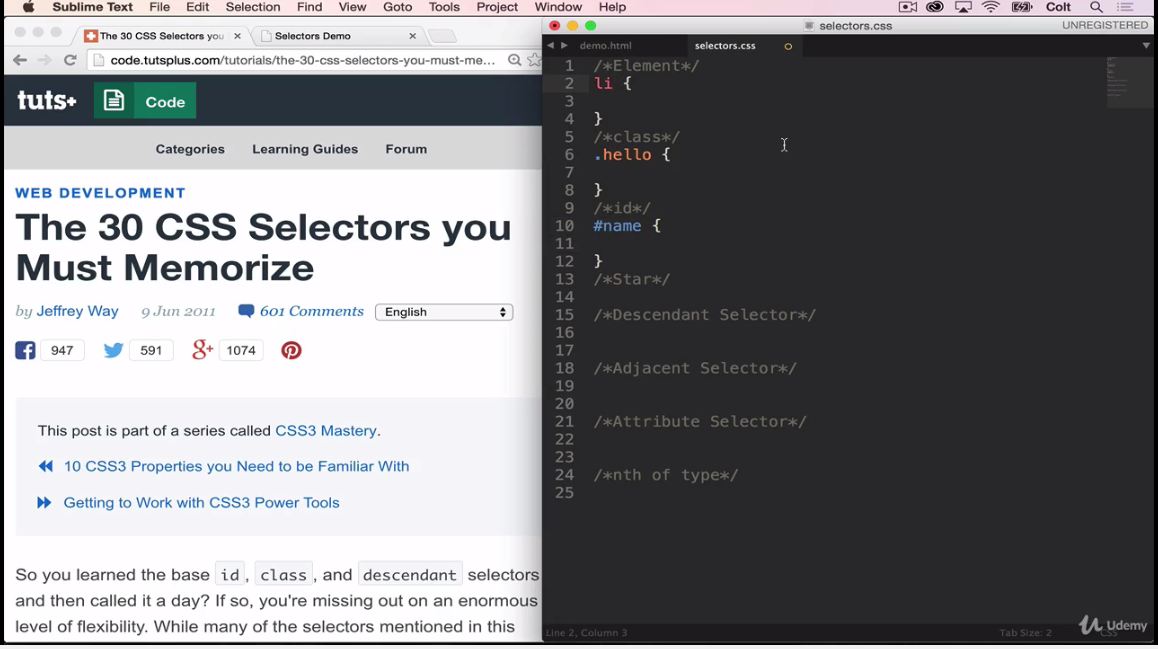 Sublime Text File Edit Selection Find View Goto Tools Project Window Help Colt
The 30 CSS Selectors you
Selectors Demo
code.tutsplus.com/tutorials/the-30-css-selectors-you-must-me...
tuts+ Code
Categories Learning Guides Forum
WEB DEVELOPMENT
The 30 CSS Selectors you
Must Memorize
by Jeffrey Way 9 Jun 2011 601 Comments English
947 591 1074
This post is part of a series called CSS3 Mastery.
10 CSS3 Properties you Need to be Familiar With
Getting to Work with CSS3 Power Tools
So you learned the base id, class, and descendant selectors
and then called it a day? If so, you're missing out on an enormous
level of flexibility. While many of the selectors mentioned in this
selectors.css UNREGISTERED
demo.html selectors.css
1 /*Element*/
2 li {
3
4 }
5 /*class*/
6 .hello {
7
8 }
9 /*id*/
10 #name {
11
12 }
13 /*Star*/
14
15 /*Descendant Selector*/
16
17
18 /*Adjacent Selector*/
19
20
21 /*Attribute Selector*/
22
23
24 /*nth of type*/
25
Line 2, Column 3 Tab Size: 2 CSS
Udemy